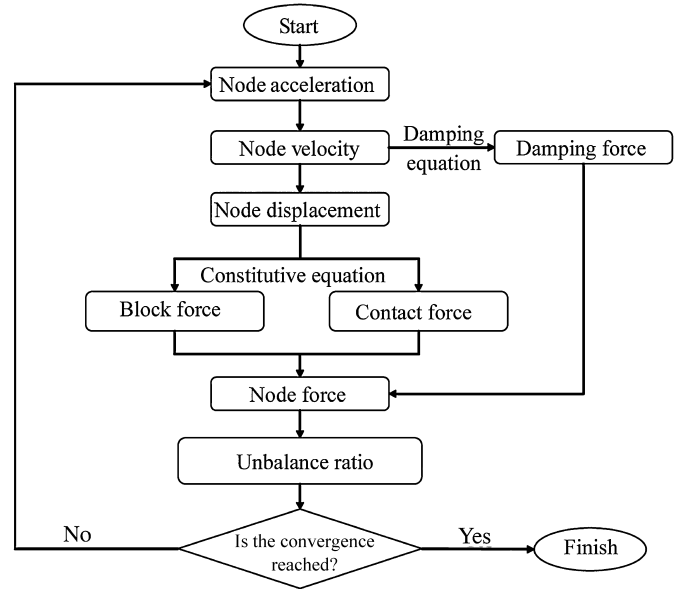 Start
Node acceleration
Node velocity
Damping
equation
Damping force
Node displacement
Constitutive equation
Block force
Contact force
Node force
Unbalance ratio
Is the convergence
reached?
No
Yes
Finish